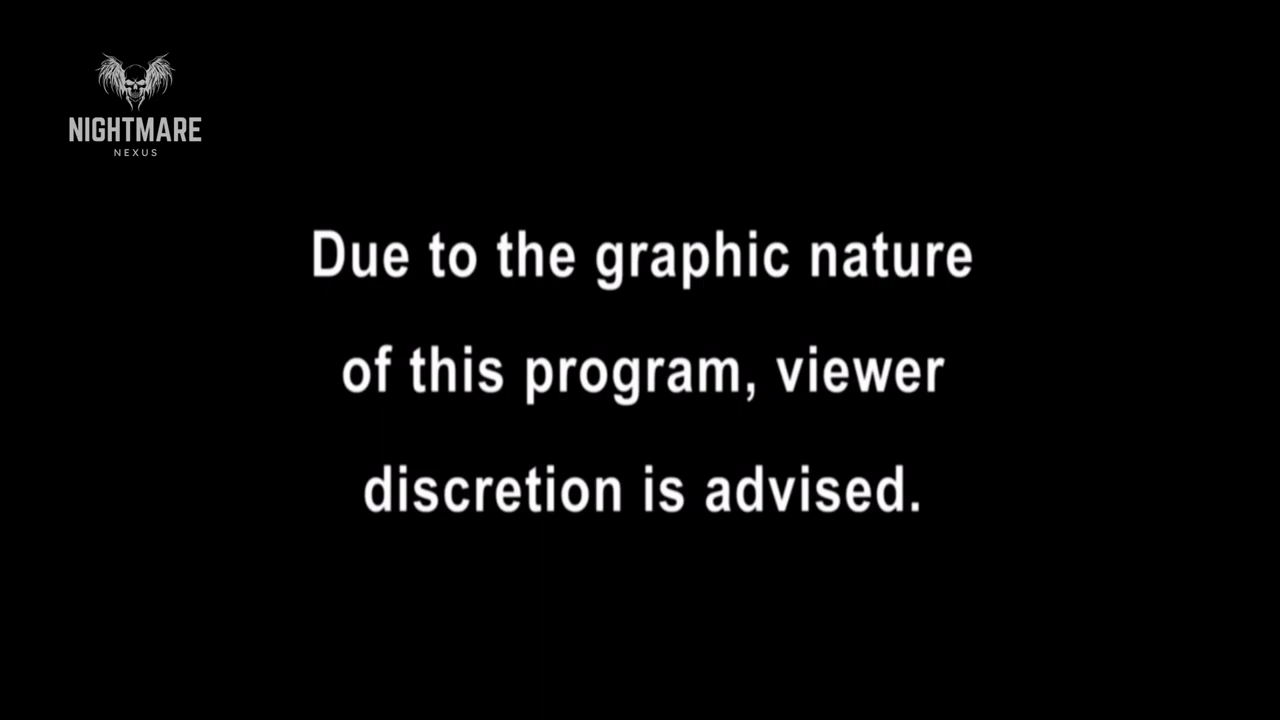 NIGHTMARE
NEXUS
Due to the graphic nature
of this program, viewer
discretion is advised.